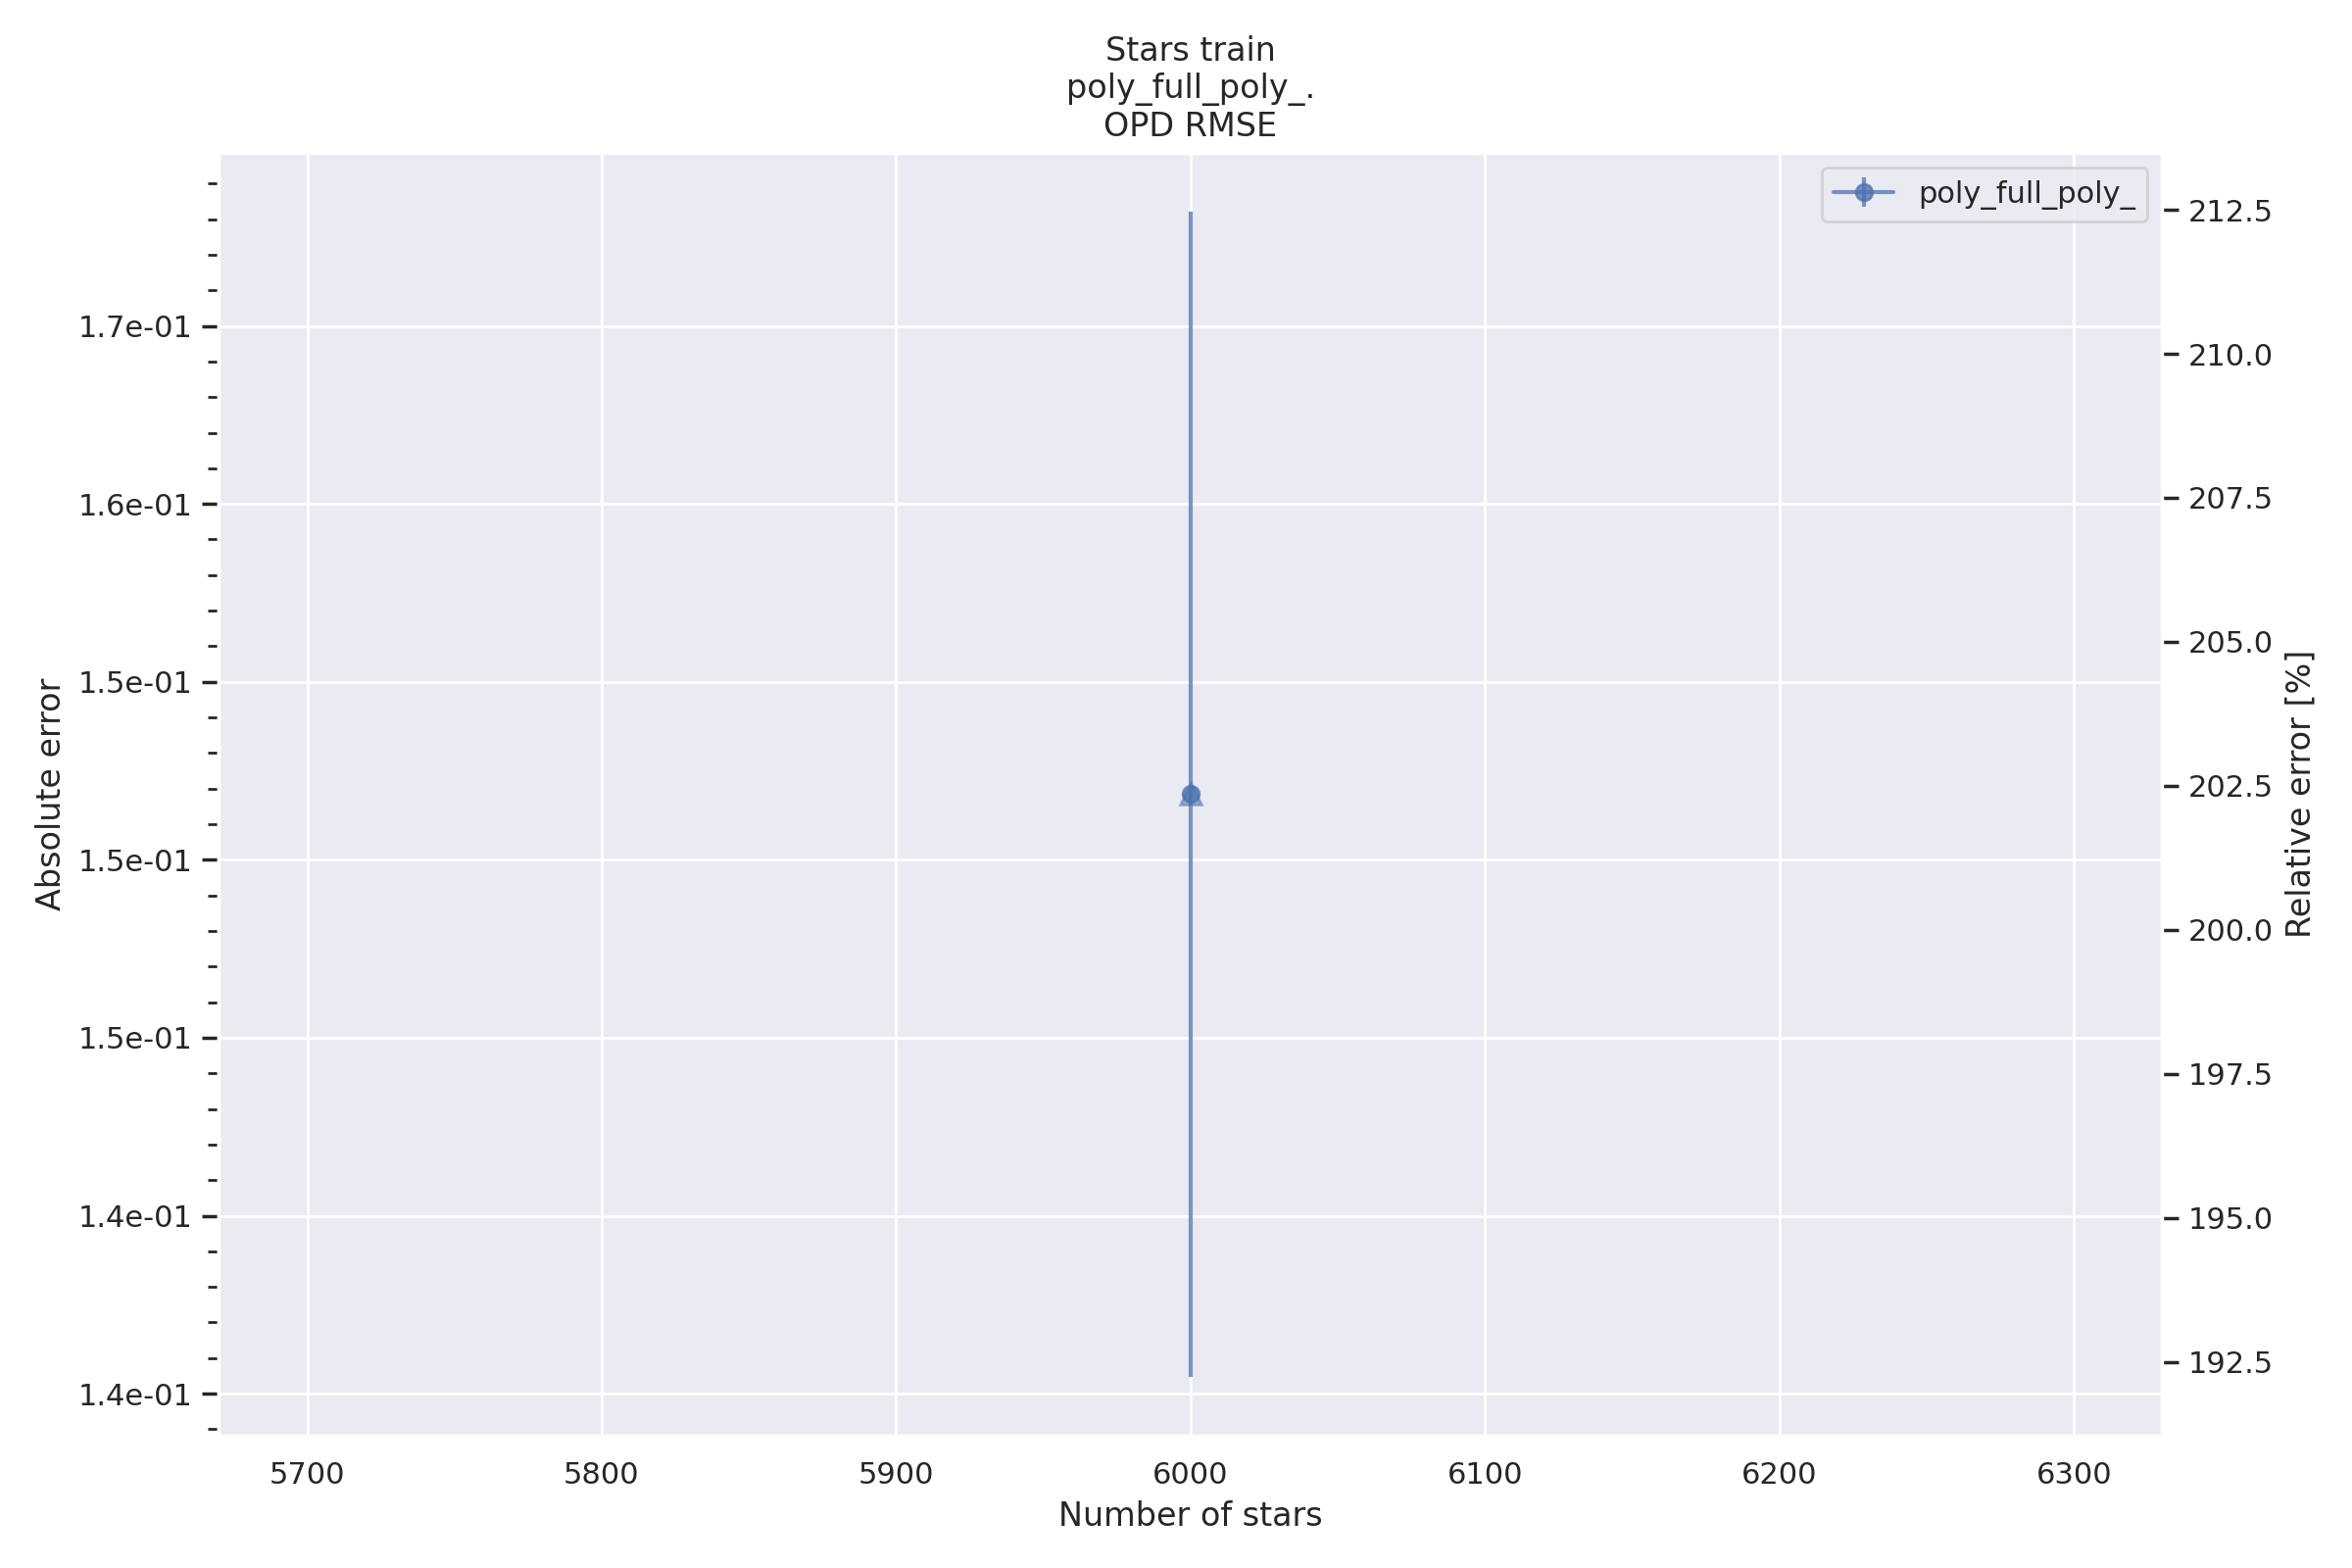 Stars train
poly_full_poly_.
OPD RMSE
poly_full_poly_
Absolute error
1.7e-01
1.6e-01
1.5e-01
1.5e-01
1.5e-01
1.4e-01
1.4e-01
212.5
210.0
207.5
205.0
202.5
200.0
197.5
195.0
192.5
Relative error [%]
5700 5800 5900 6000 6100 6200 6300
Number of stars